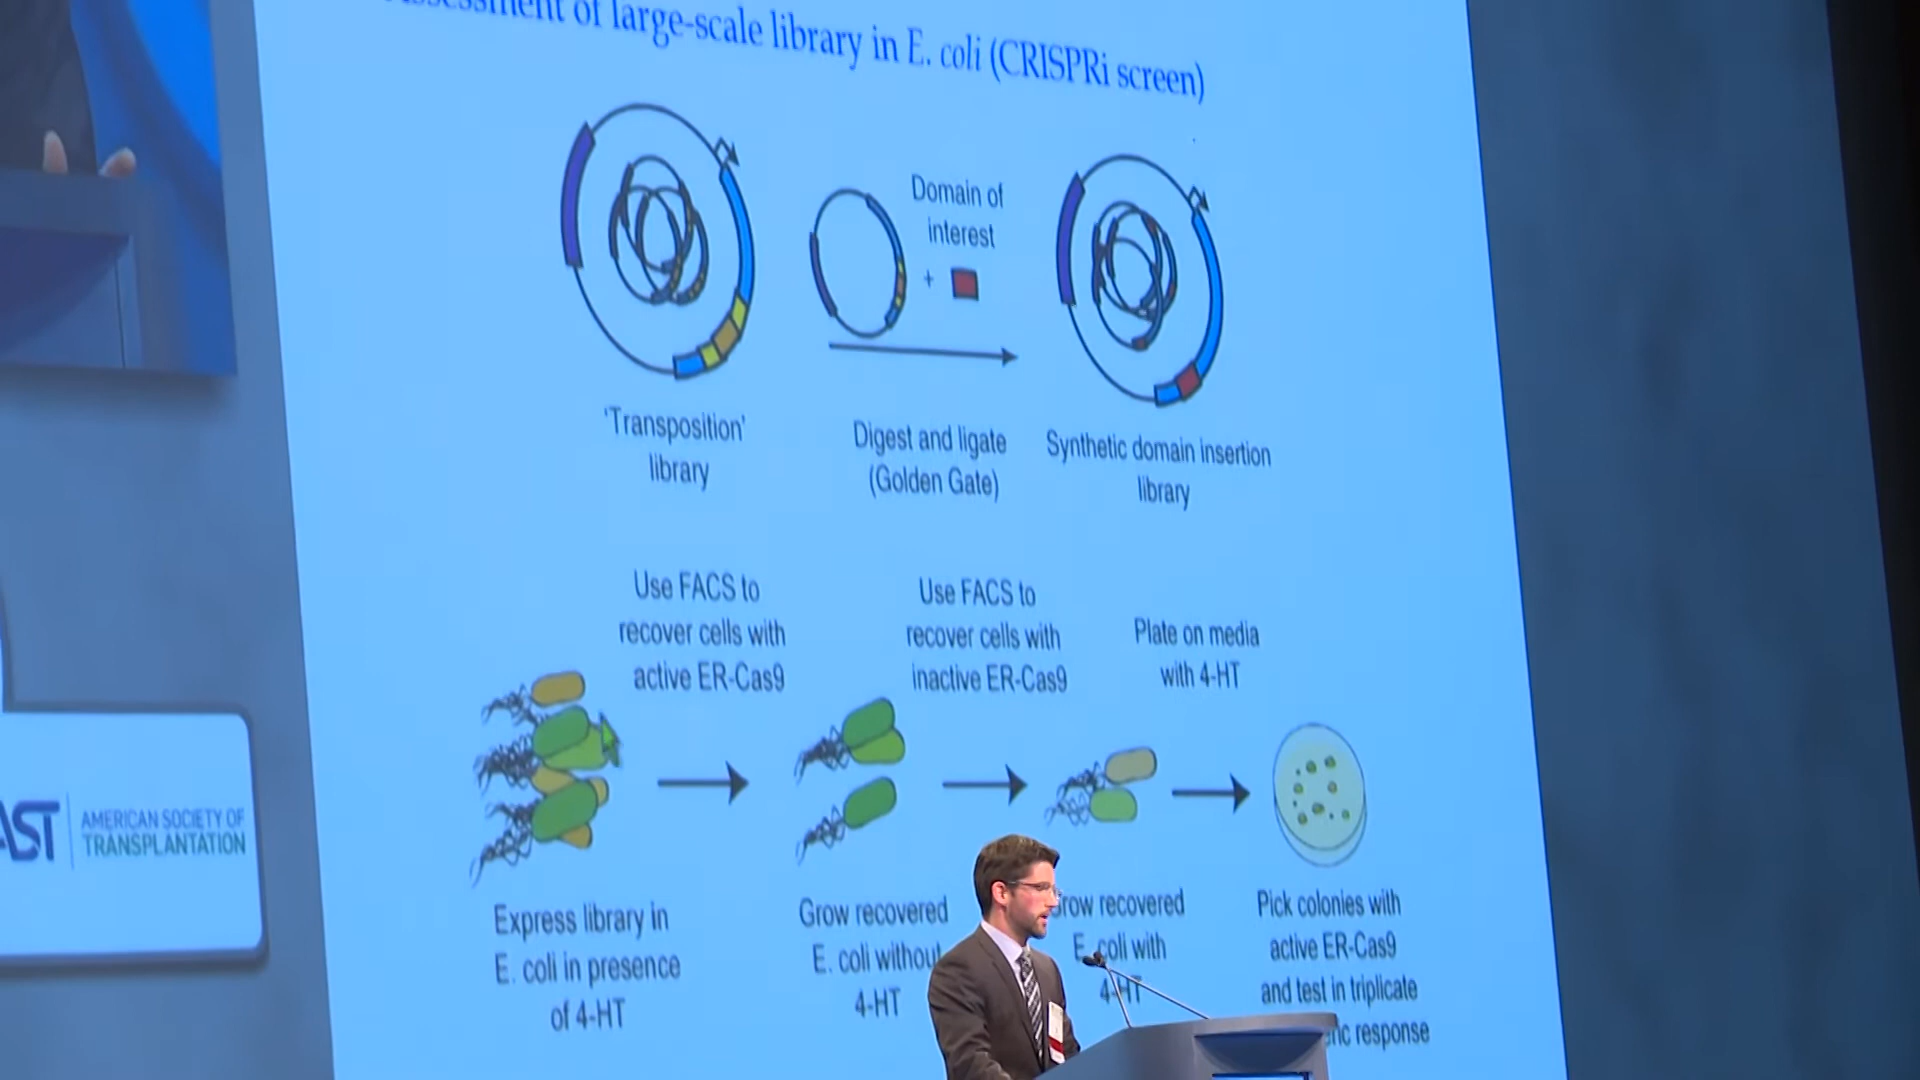 of large-scale library in E. coli (CRISPRi screen)
Domain of
interest
+
'Transposition'
library
Digest and ligate
(Golden Gate)
Synthetic domain insertion
library
Use FACS to
recover cells with
active ER-Cas9
Use FACS to
recover cells with
inactive ER-Cas9
Plate on media
with 4-HT
Express library in
E. coli in presence
of 4-HT
Grow recovered
E. coli without
4-HT
recovered
E. coli with
4-HT
Pick colonies with
active ER-Cas9
and test in triplicate
response
AST
AMERICAN SOCIETY OF
TRANSPLANTATION